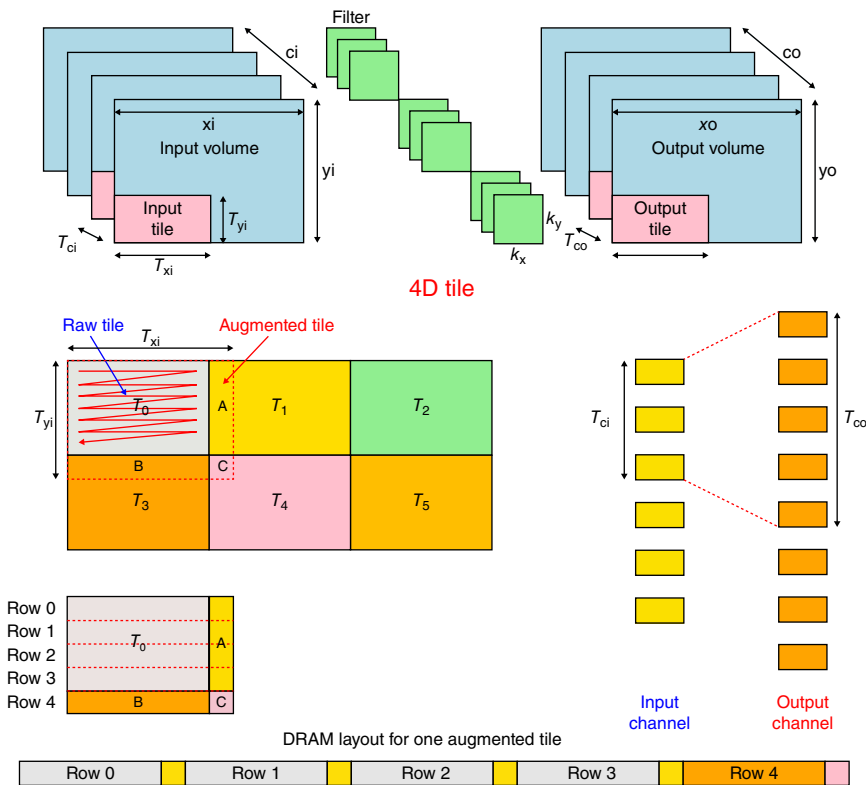 Filter
ci
co
xi
xo
Input volume
Output volume
yi
yo
Input tile
Output tile
Tyi
Tci
Txi
ky
kx
Tco
4D tile
Raw tile
Augmented tile
Txi
Tyi
T0
A
T1
T2
B
C
T3
T4
T5
Tci
Tco
Row 0
Row 1
Row 2
Row 3
Row 4
T0
A
B
C
Input channel
Output channel
DRAM layout for one augmented tile
Row 0
Row 1
Row 2
Row 3
Row 4